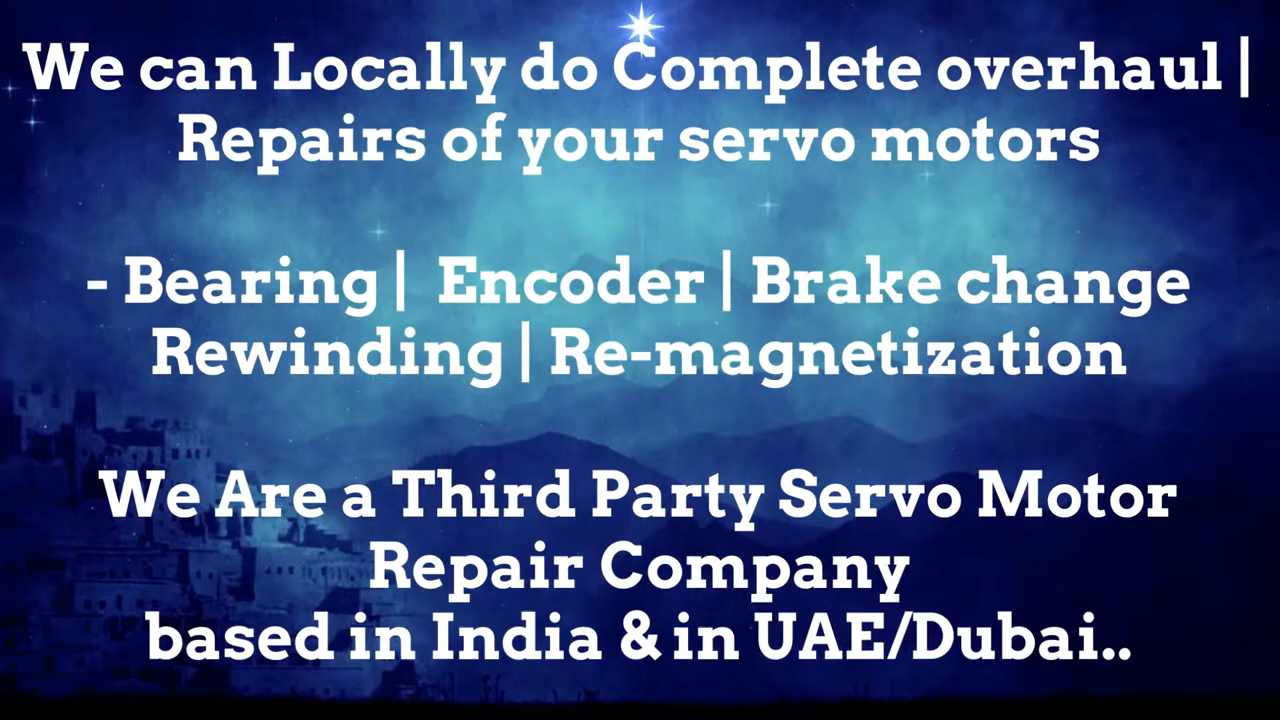 We can Locally do Complete overhaul |
Repairs of your servo motors
- Bearing | Encoder | Brake change
Rewinding | Re-magnetization
We Are a Third Party Servo Motor
Repair Company
based in India & in UAE/Dubai..